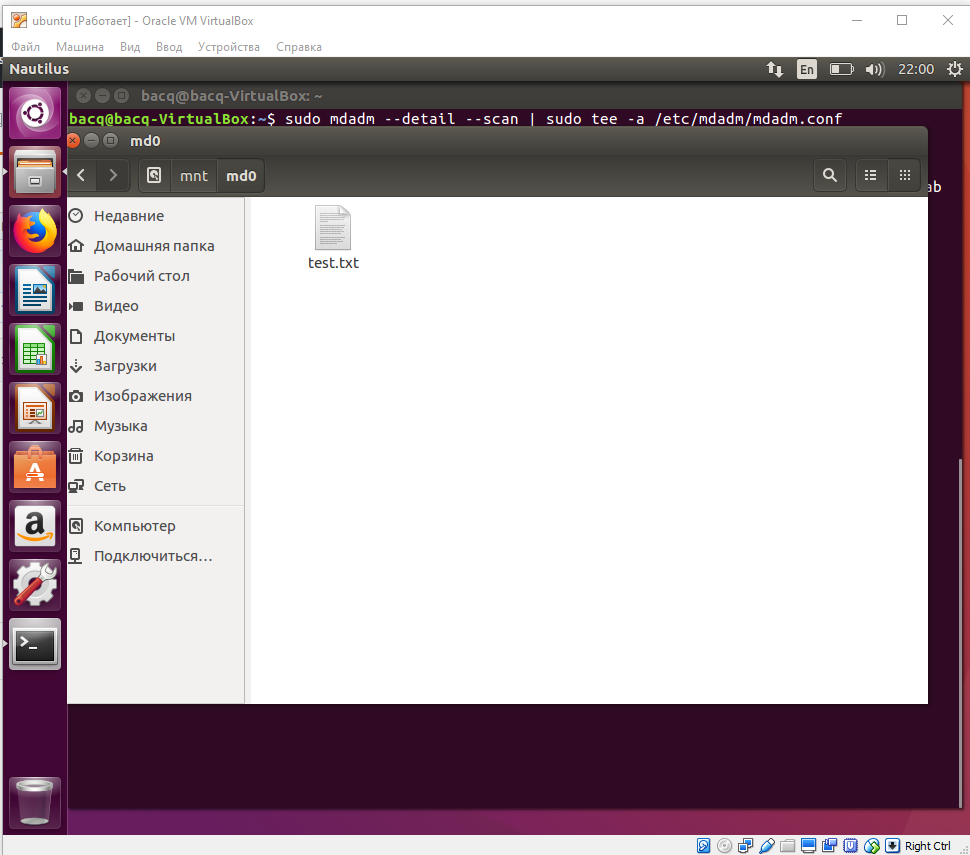 ubuntu [Работает] - Oracle VM VirtualBox
Файл Машина Вид Ввод Устройства Справка
Nautilus En 22:00
bacq@bacq-VirtualBox: ~
bacq@bacq-VirtualBox:~$ sudo mdadm --detail --scan | sudo tee -a /etc/mdadm/mdadm.conf
md0
mnt md0
ab
Недавние
Домашняя папка
Рабочий стол
Видео
Документы
Загрузки
Изображения
Музыка
Корзина
Сеть
Компьютер
Подключиться…
test.txt
Right Ctrl